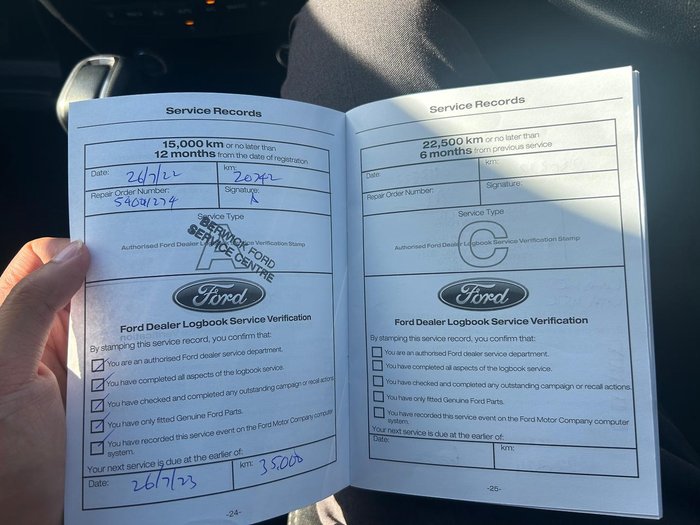 Service Records
15,000 km or no later than
12 months from the date of registration
Date: 26/7/22 km: 20742
Repair Order Number: 54001274 Signature:
Service Type
Authorised Ford Dealer Logbook Service Verification Stamp
A
BERWICK FORD
SERVICE CENTRE
Ford
Ford Dealer Logbook Service Verification
By stamping this service record, you confirm that:
You are an authorised Ford dealer service department.
You have completed all aspects of the logbook service.
You have checked and completed any outstanding campaign or recall actions.
You have only fitted Genuine Ford Parts.
You have recorded this service event on the Ford Motor Company computer
system.
Your next service is due at the earlier of:
Date: 26/7/23 km: 35,000
-24-
Service Records
22,500 km or no later than
6 months from previous service
Date: km:
Repair Order Number: Signature:
Service Type
Authorised Ford Dealer Logbook Service Verification Stamp
C
Ford
Ford Dealer Logbook Service Verification
By stamping this service record, you confirm that:
You are an authorised Ford dealer service department.
You have completed all aspects of the logbook service.
You have checked and completed any outstanding campaign or recall actions.
You have only fitted Genuine Ford Parts.
You have recorded this service event on the Ford Motor Company computer
system.
Your next service is due at the earlier of:
Date: km:
-25-